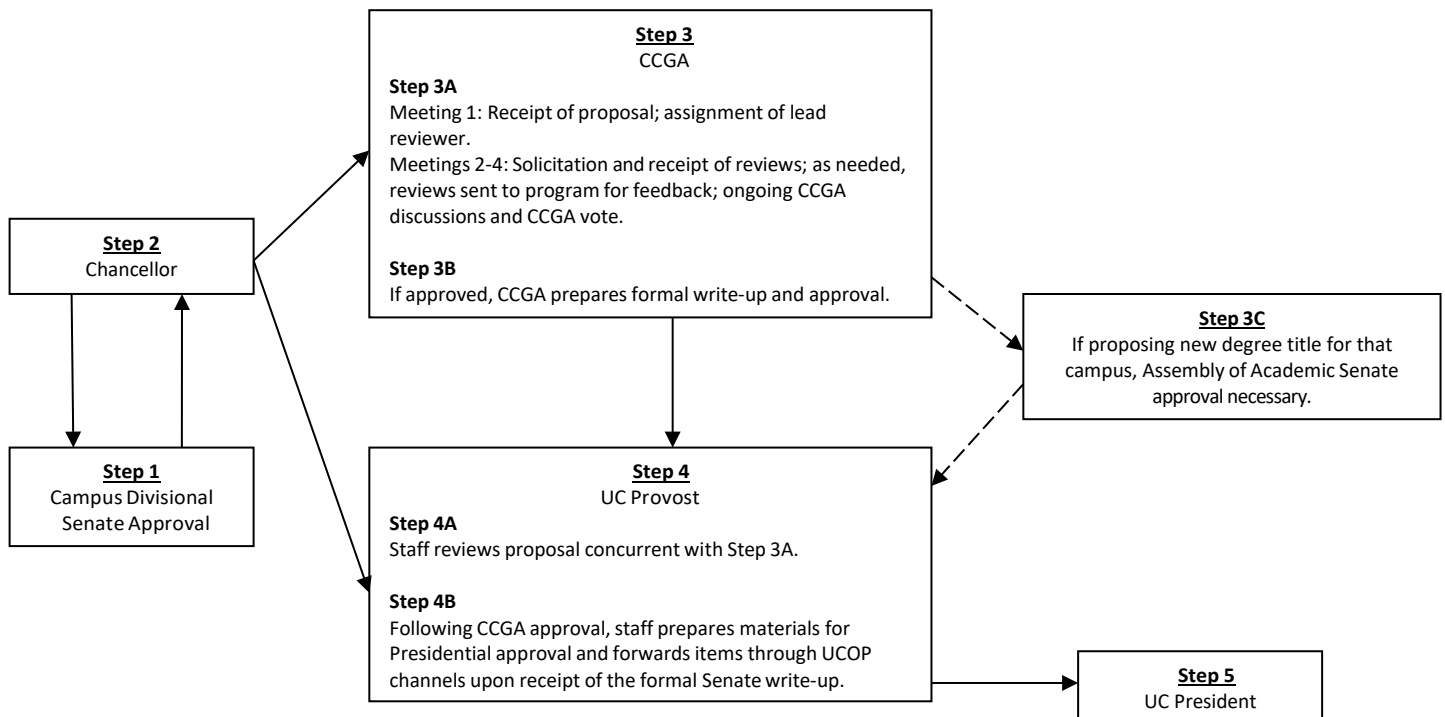 Step 3
CCGA
Step 3A
Meeting 1: Receipt of proposal; assignment of lead
reviewer.
Meetings 2-4: Solicitation and receipt of reviews; as needed,
reviews sent to program for feedback; ongoing CCGA
discussions and CCGA vote.
Step 3B
If approved, CCGA prepares formal write-up and approval.
Step 2
Chancellor
Step 3C
If proposing new degree title for that
campus, Assembly of Academic Senate
approval necessary.
Step 1
Campus Divisional
Senate Approval
Step 4
UC Provost
Step 4A
Staff reviews proposal concurrent with Step 3A.
Step 4B
Following CCGA approval, staff prepares materials for
Presidential approval and forwards items through UCOP
channels upon receipt of the formal Senate write-up.
Step 5
UC President